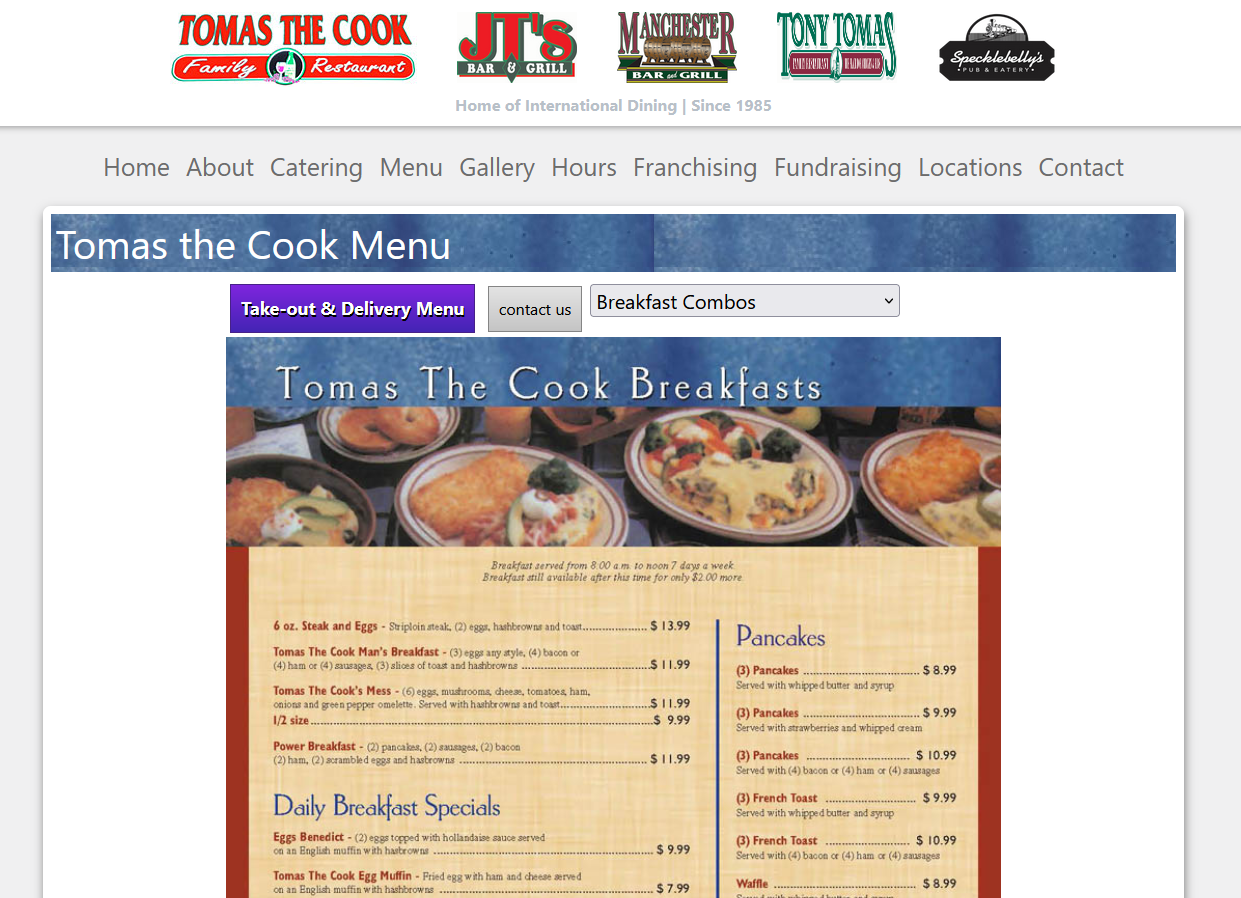 TOMAS THE COOK
Family Restaurant
JT's
BAR & GRILL
MANCHESTER
BAR and GRILL
TONY TOMAS
FAMILY RESTAURANT
Specklebelly's
PUB & EATERY
Home of International Dining | Since 1985
Home About Catering Menu Gallery Hours Franchising Fundraising Locations Contact
Tomas the Cook Menu
Take-out & Delivery Menu
contact us
Breakfast Combos
Tomas The Cook Breakfasts
Breakfast served from 8:00 a.m. to noon 7 days a week.
Breakfast still available after this time for only $2.00 more.
6 oz. Steak and Eggs - Striploin steak, (2) eggs, hashbrowns and toast.................... $ 13.99
Tomas The Cook Man's Breakfast - (3) eggs any style, (4) bacon or
(4) ham or (4) sausages, (3) slices of toast and hashbrowns .......................................$ 11.99
Tomas The Cook's Mess - (6) eggs, mushrooms, cheese, tomatoes, ham,
onions and green pepper omelette. Served with hashbrowns and toast...........................$ 11.99
1/2 size.........................................................................................................$ 9.99
Power Breakfast - (2) pancakes, (2) sausages, (2) bacon
(2) ham, (2) scrambled eggs and hasbrowns ......................................................... $ 11.99
Daily Breakfast Specials
Eggs Benedict - (2) eggs topped with hollandaise sauce served
on an English muffin with hasbrowns .................................................................. $ 9.99
Tomas The Cook Egg Muffin - Fried egg with ham and cheese served
on an English muffin with hashbrowns ................................................................ $ 7.99
Pancakes
(3) Pancakes ................................... $ 8.99
Served with whipped butter and syrup
(3) Pancakes ................................... $ 9.99
Served with strawberries and whipped cream
(3) Pancakes ................................ $ 10.99
Served with (4) bacon or (4) ham or (4) sausages
(3) French Toast ........................... $ 9.99
Served with whipped butter and syrup
(3) French Toast ......................... $ 10.99
Served with (4) bacon or (4) ham or (4) sausages
Waffle ........................................... $ 8.99